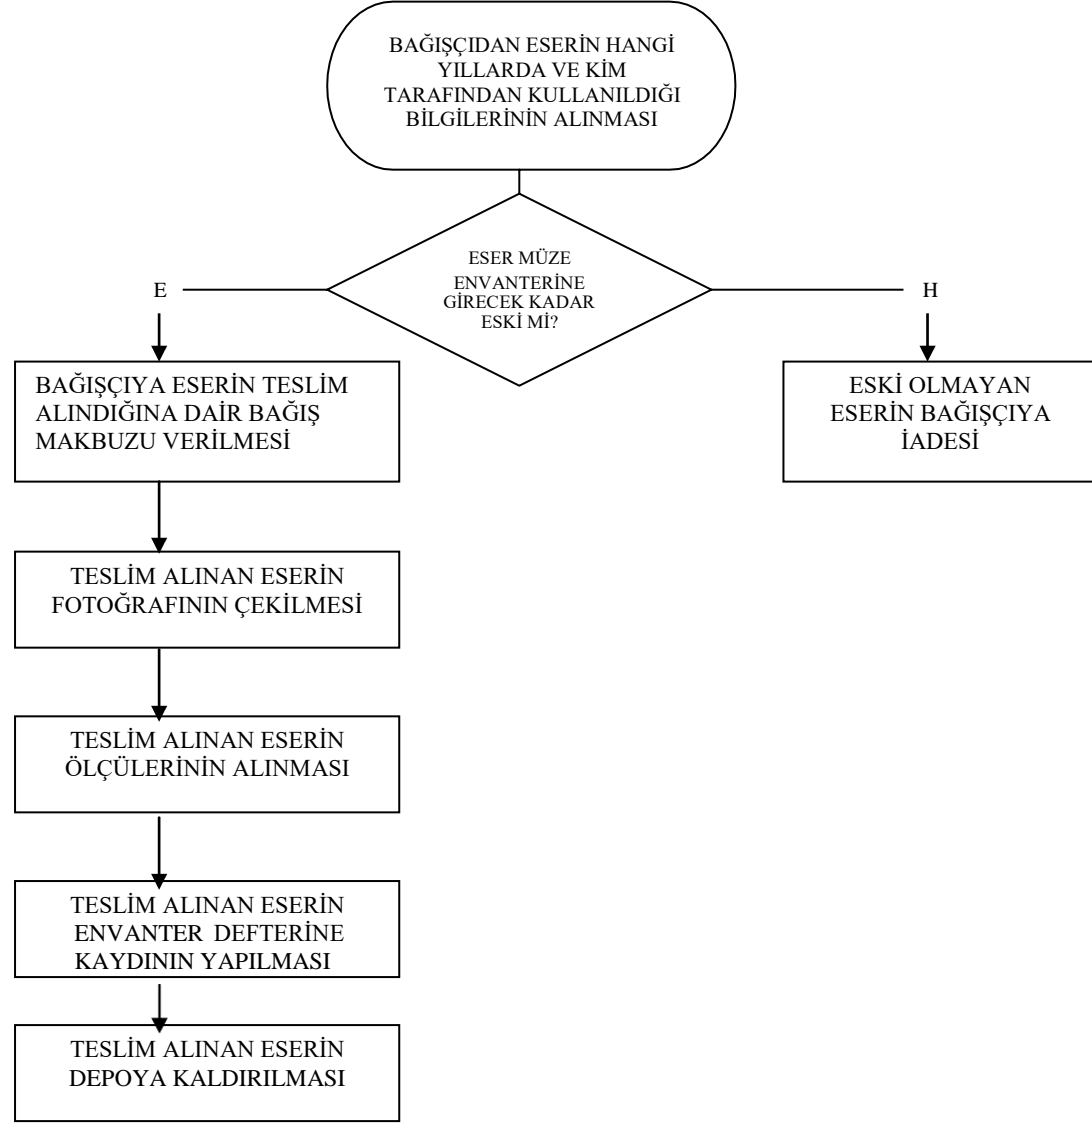 BAĞIŞÇIDAN ESERİN HANGİ
YILLARDA VE KİM
TARAFINDAN KULLANILDIĞI
BİLGİLERİNİN ALINMASI
ESER MÜZE
ENVANTERİNE
GİRECEK KADAR
ESKİ Mİ?
E
H
BAĞIŞÇIYA ESERİN TESLİM
ALINDIĞINA DAİR BAĞIŞ
MAKBUZU VERİLMESİ
ESKİ OLMAYAN
ESERİN BAĞIŞÇIYA
İADESİ
TESLİM ALINAN ESERİN
FOTOĞRAFININ ÇEKİLMESİ
TESLİM ALINAN ESERİN
ÖLÇÜLERİNİN ALINMASI
TESLİM ALINAN ESERİN
ENVANTER DEFTERİNE
KAYDININ YAPILMASI
TESLİM ALINAN ESERİN
DEPOYA KALDIRILMASI